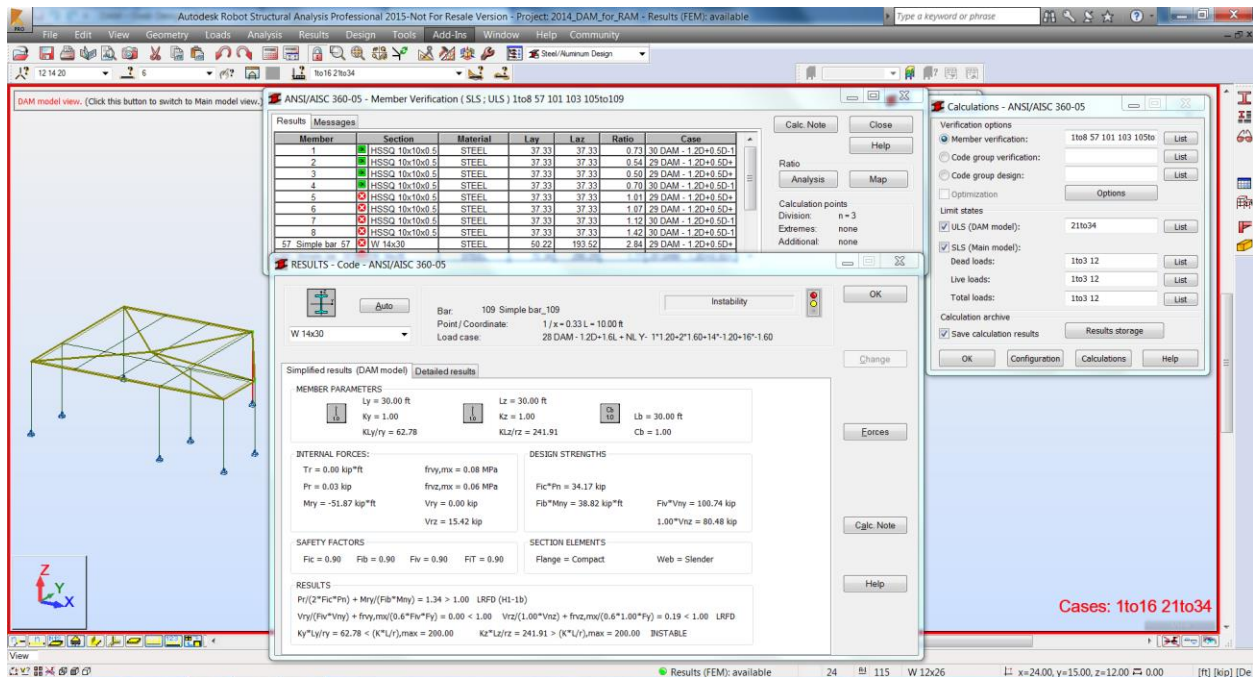 Autodesk Robot Structural Analysis Professional 2015-Not For Resale Version - Project: 2014_DAM_for_RAM - Results (FEM): available
Type a keyword or phrase
PRO
File Edit View Geometry Loads Analysis Results Design Tools Add-Ins Window Help Community
Steel/Aluminum Design
12 14 20 6 1to16 21to34
DAM model view. (Click this button to switch to Main model view.)
ANSI/AISC 360-05 - Member Verification ( SLS ; ULS ) 1to8 57 101 103 105to109
Results Messages
Member Section Material Lay Laz Ratio Case
1 HSSQ 10x10x0.5 STEEL 37.33 37.33 0.73 30 DAM - 1.2D+0.5D-1
2 HSSQ 10x10x0.5 STEEL 37.33 37.33 0.54 29 DAM - 1.2D+0.5D+
3 HSSQ 10x10x0.5 STEEL 37.33 37.33 0.50 29 DAM - 1.2D+0.5D+
4 HSSQ 10x10x0.5 STEEL 37.33 37.33 0.70 30 DAM - 1.2D+0.5D-1
5 HSSQ 10x10x0.5 STEEL 37.33 37.33 1.01 29 DAM - 1.2D+0.5D+
6 HSSQ 10x10x0.5 STEEL 37.33 37.33 1.07 29 DAM - 1.2D+0.5D+
7 HSSQ 10x10x0.5 STEEL 37.33 37.33 1.12 30 DAM - 1.2D+0.5D-1
8 HSSQ 10x10x0.5 STEEL 37.33 37.33 1.42 30 DAM - 1.2D+0.5D-1
57 Simple bar_57 W 14x30 STEEL 50.22 193.52 2.84 29 DAM - 1.2D+0.5D+
Calc. Note Close
Help
Ratio
Analysis Map
Calculation points
Division: n = 3
Extremes: none
Additional: none
Calculations - ANSI/AISC 360-05
Verification options
Member verification: 1to8 57 101 103 105to List
Code group verification: List
Code group design: List
Optimization Options
Limit states
ULS (DAM model): 21to34 List
SLS (Main model):
Dead loads: 1to3 12 List
Live loads: 1to3 12 List
Total loads: 1to3 12 List
Calculation archive
Save calculation results Results storage
OK Configuration Calculations Help
RESULTS - Code - ANSI/AISC 360-05
Auto
W 14x30
Bar: 109 Simple bar_109
Point / Coordinate: 1 / x = 0.33 L = 10.00 ft
Load case: 28 DAM - 1.2D+1.6L + NL Y- 1*1.20+2*1.60+14*-1.20+16*-1.60
Instability
OK
Change
Forces
Calc. Note
Help
Simplified results (DAM model) Detailed results
MEMBER PARAMETERS
Ly = 30.00 ft Lz = 30.00 ft
Ky = 1.00 Kz = 1.00 Lb = 30.00 ft
KLy/ry = 62.78 KLz/rz = 241.91 Cb = 1.00
INTERNAL FORCES: DESIGN STRENGTHS
Tr = 0.00 kip*ft frvy,mx = 0.08 MPa
Pr = 0.03 kip frvz,mx = 0.06 MPa Fic*Pn = 34.17 kip
Mry = -51.87 kip*ft Vry = 0.00 kip Fib*Mny = 38.82 kip*ft Fiv*Vny = 100.74 kip
Vrz = 15.42 kip 1.00*Vnz = 80.48 kip
SAFETY FACTORS SECTION ELEMENTS
Fic = 0.90 Fib = 0.90 Fiv = 0.90 FiT = 0.90 Flange = Compact Web = Slender
RESULTS
Pr/(2*Fic*Pn) + Mry/(Fib*Mny) = 1.34 > 1.00 LRFD (H1-1b)
Vry/(Fiv*Vny) + frvy,mx/(0.6*Fiv*Fy) = 0.00 < 1.00 Vrz/(1.00*Vnz) + frvz,mx/(0.6*1.00*Fy) = 0.19 < 1.00 LRFD
Ky*Ly/ry = 62.78 < (K*L/r),max = 200.00 Kz*Lz/rz = 241.91 > (K*L/r),max = 200.00 INSTABLE
Z
Y
X
Cases: 1to16 21to34
View
Results (FEM): available 24 115 W 12x26 x=24.00, y=15.00, z=12.00 0.00 [ft] [kip] [De